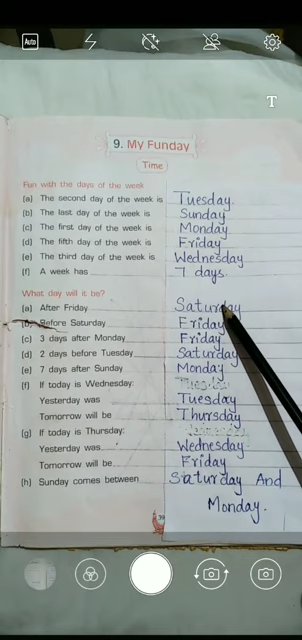 Auto
T
9. My Funday
Time
Fun with the days of the week
(a) The second day of the week is Tuesday.
(b) The last day of the week is Sunday
(c) The first day of the week is Monday
(d) The fifth day of the week is Friday
(e) The third day of the week is Wednesday
(f) A week has 7 days.
What day will it be?
(a) After Friday Saturday
(b) Before Saturday Friday
(c) 3 days after Monday Friday
(d) 2 days before Tuesday Saturday
(e) 7 days after Sunday Monday
(f) If today is Wednesday:
Yesterday was Tuesday
Tomorrow will be Thursday
(g) If today is Thursday:
Yesterday was Wednesday
Tomorrow will be Friday
(h) Sunday comes between Saturday And
Monday.